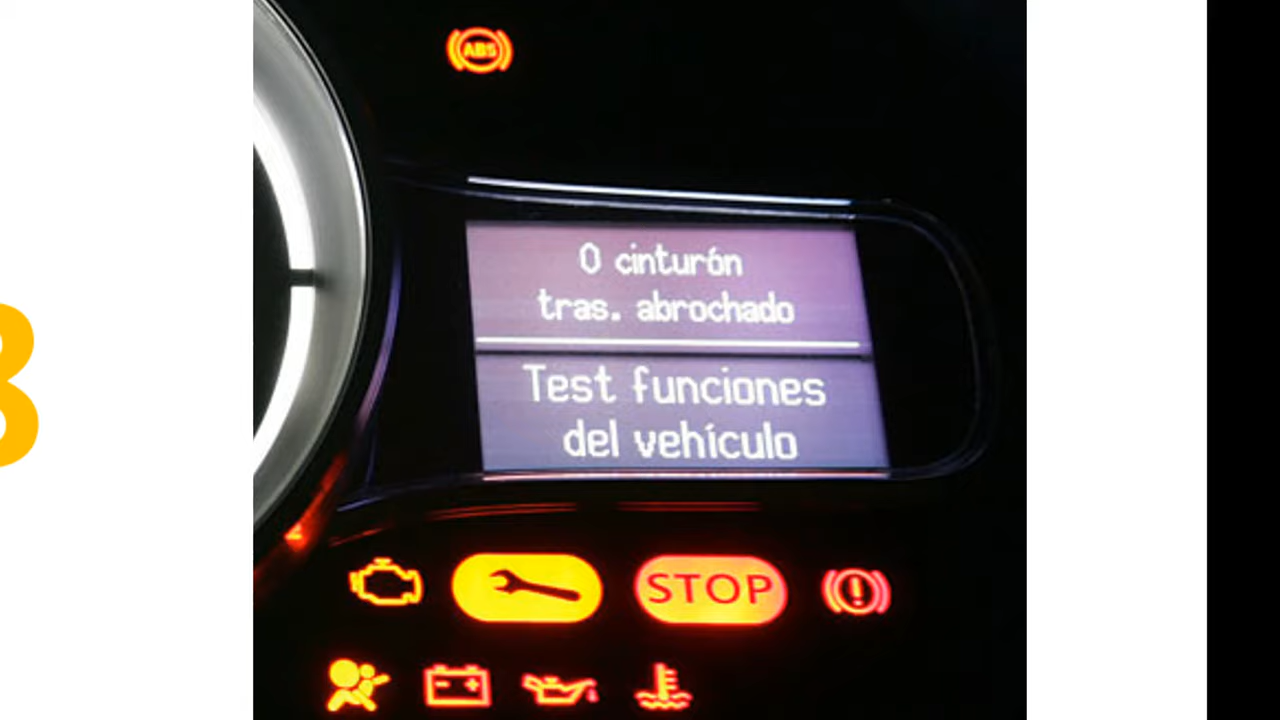 ABS
0 cinturón
tras. abrochado
Test funciones
del vehículo
STOP